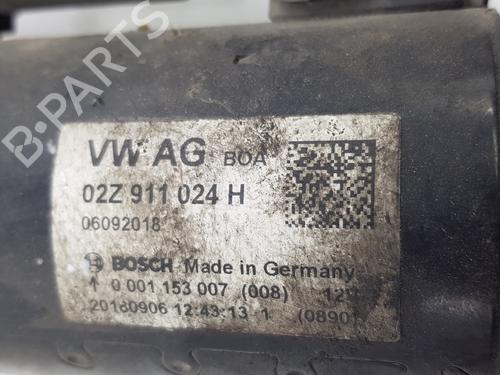 B-PARTS
VW AG BOA
02Z 911 024 H
06092018
BOSCH Made in Germany
0 001 153 007 (008) 12V
20180906 12:43:13 1 (0890)